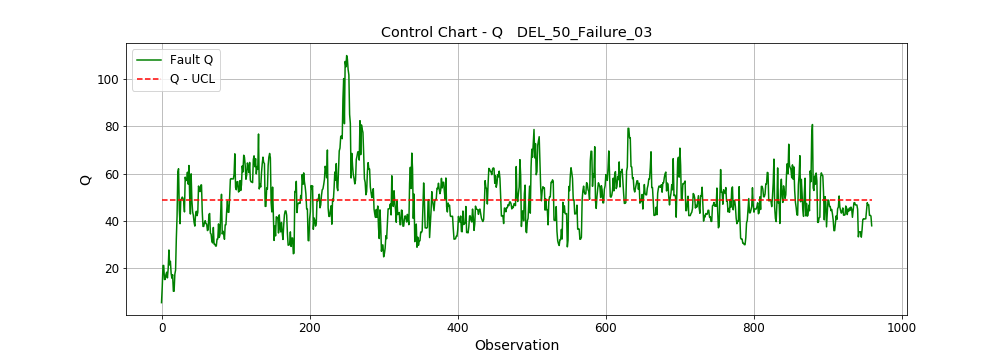 Control Chart - Q   DEL_50_Failure_03
Fault Q
Q - UCL
Q
100
80
60
40
20
0
200
400
600
800
1000
Observation